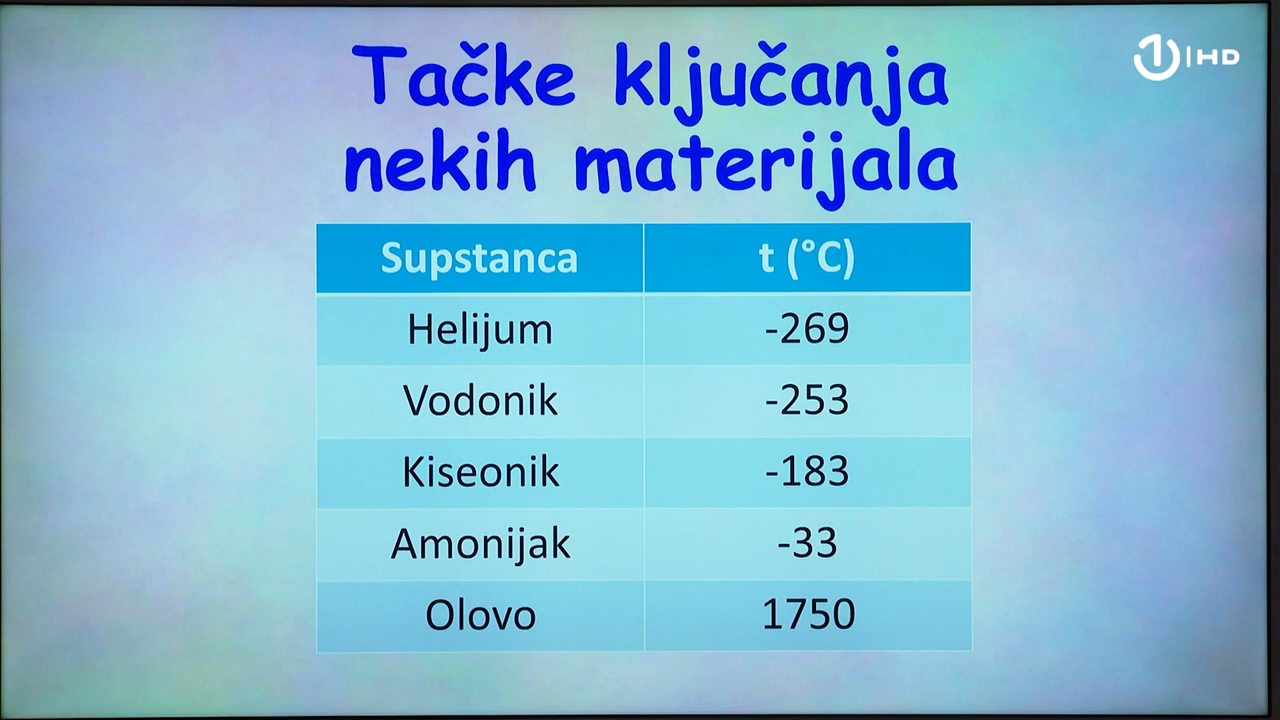 Tačke ključanja
nekih materijala
1 HD
Supstanca t (°C)
Helijum -269
Vodonik -253
Kiseonik -183
Amonijak -33
Olovo 1750